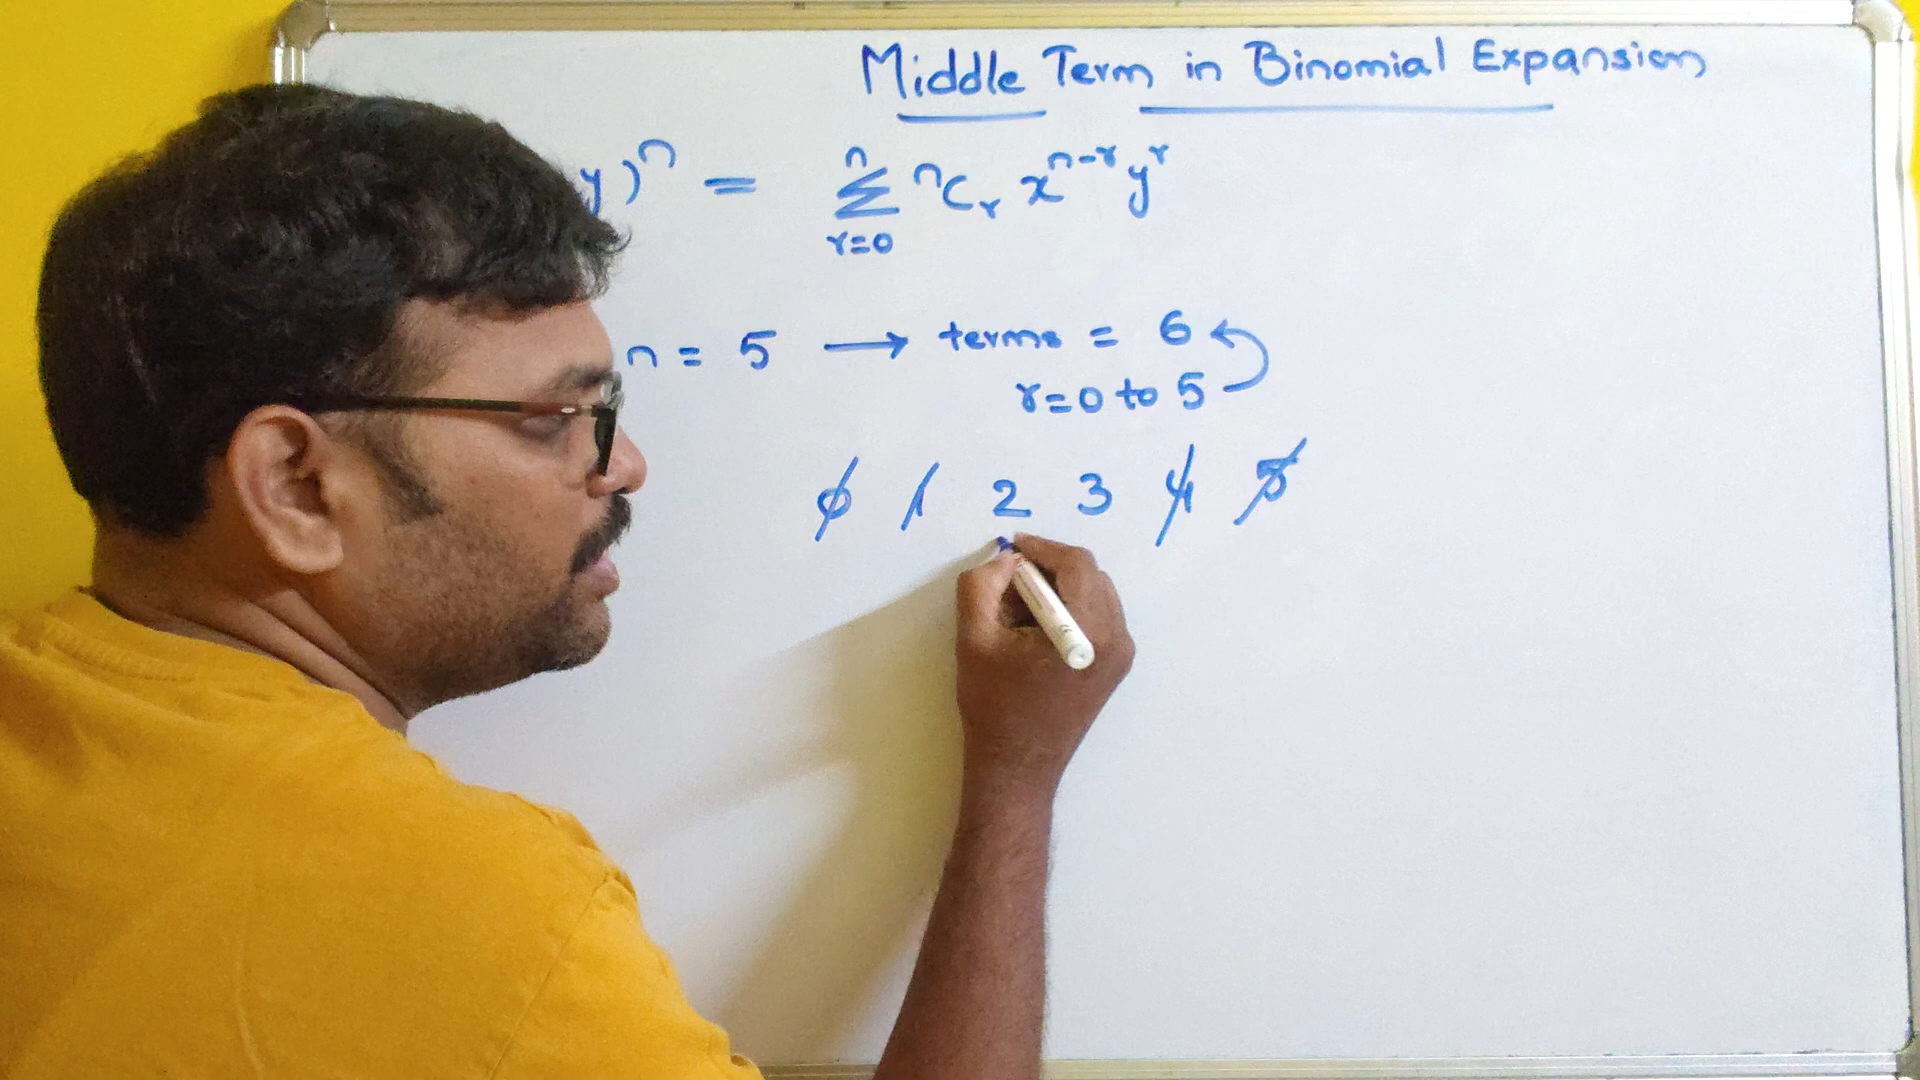 Middle Term in Binomial Expansion
y)ⁿ = ∑ⁿᵣ₌₀ ⁿCᵣ xⁿ⁻ʳ yʳ
n = 5 → terms = 6
r=0 to 5
0 1 2 3 4 5